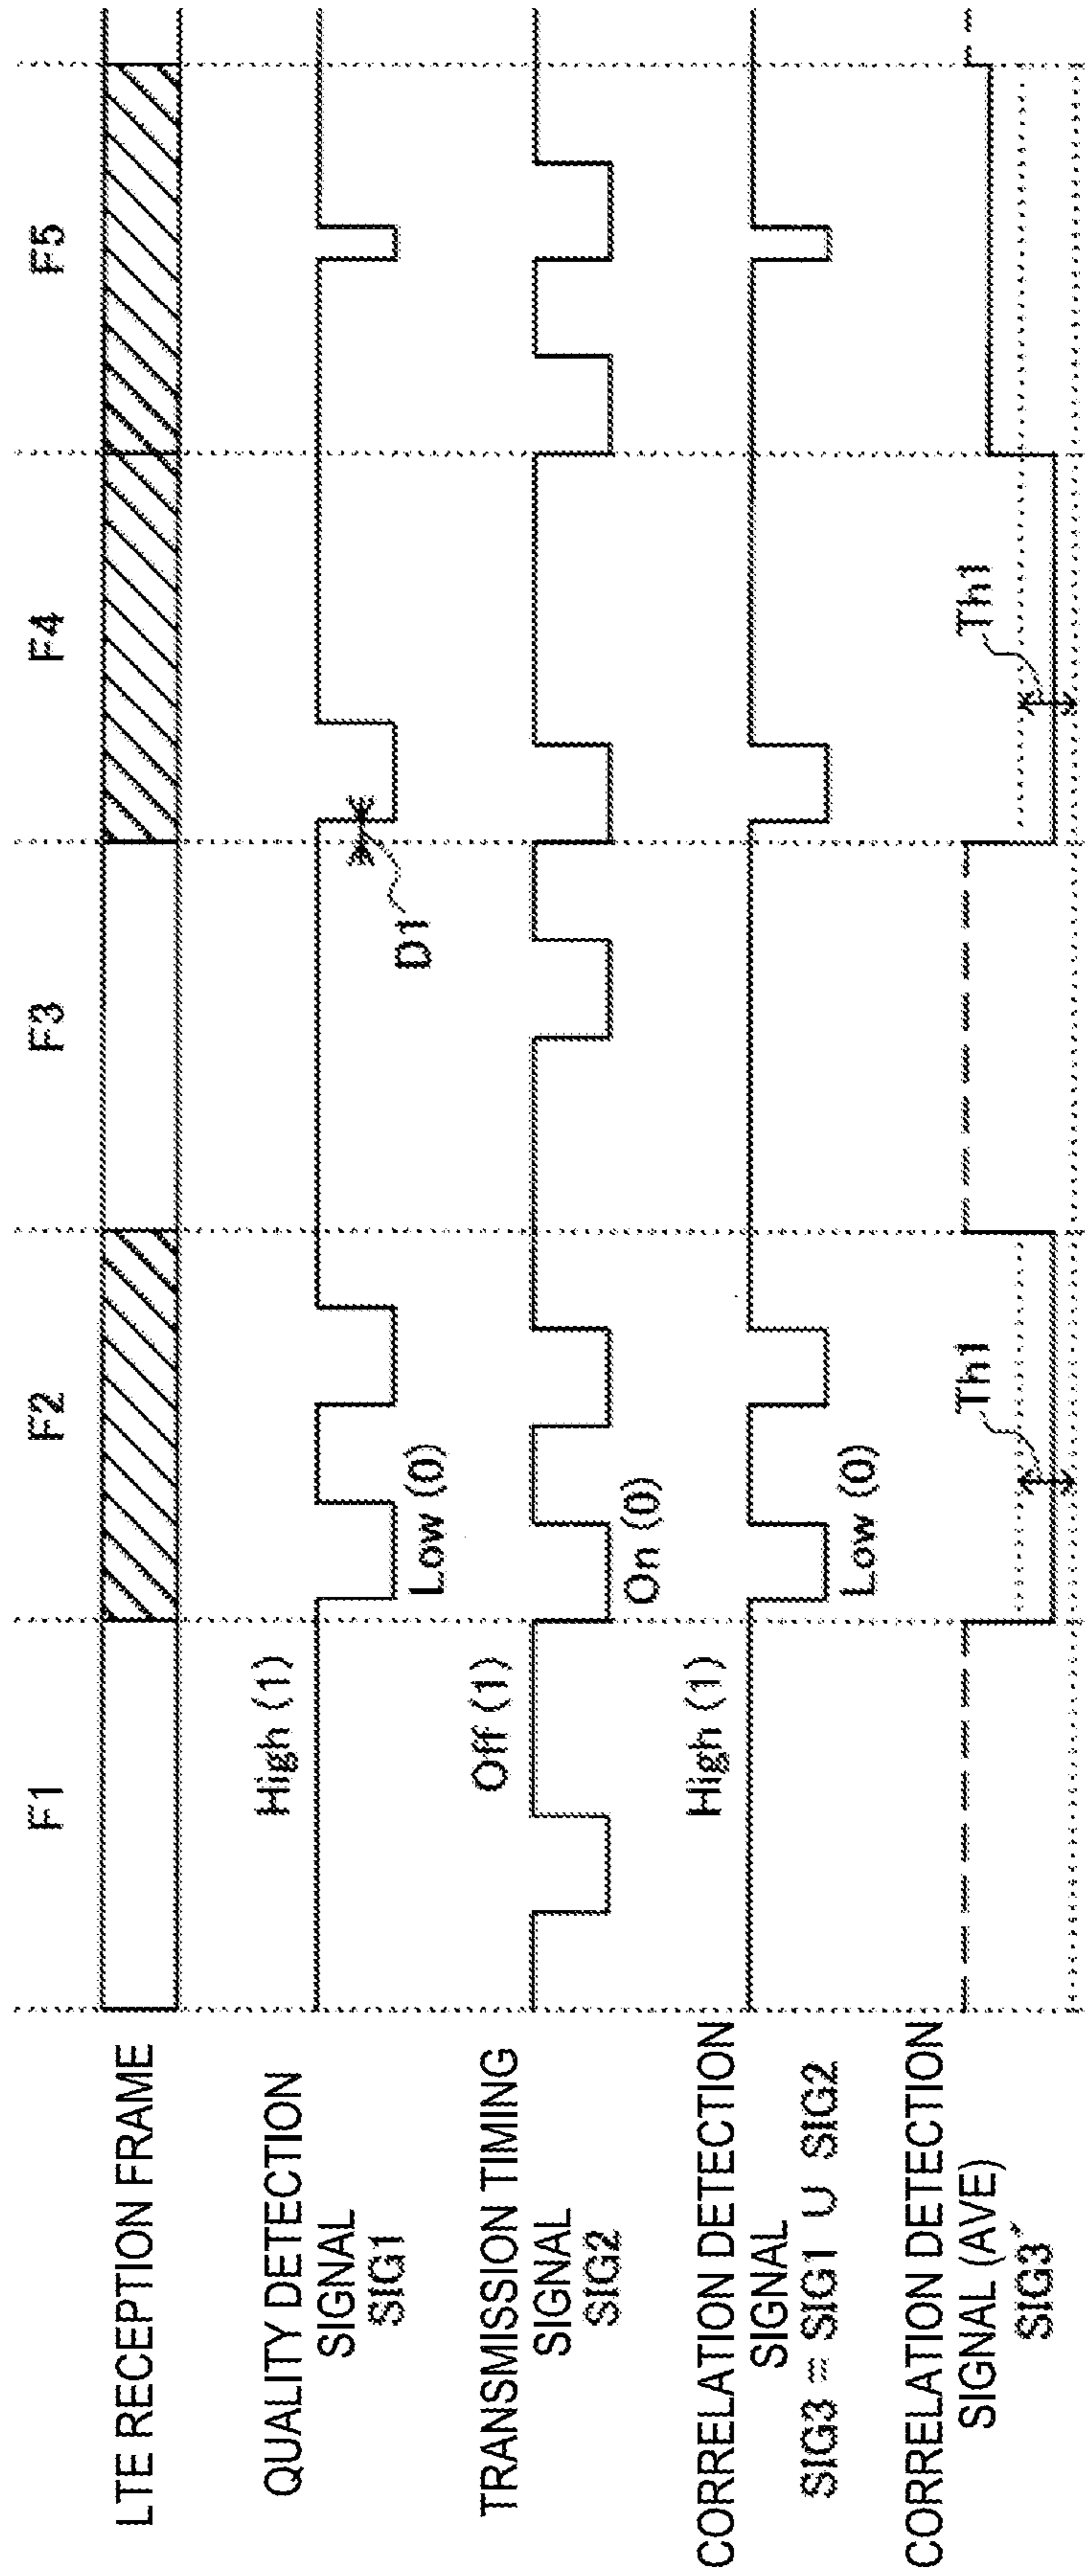 F1
F2
F3
F4
F5
LTE RECEPTION FRAME
QUALITY DETECTION
SIGNAL
SIG1
High (1)
Low (0)
D1
TRANSMISSION TIMING
SIGNAL
SIG2
Off (1)
On (0)
CORRELATION DETECTION
SIGNAL
SIG3 = SIG1 ∪ SIG2
High (1)
Low (0)
CORRELATION DETECTION
SIGNAL (AVE)
SIG3'
Th1
Th1